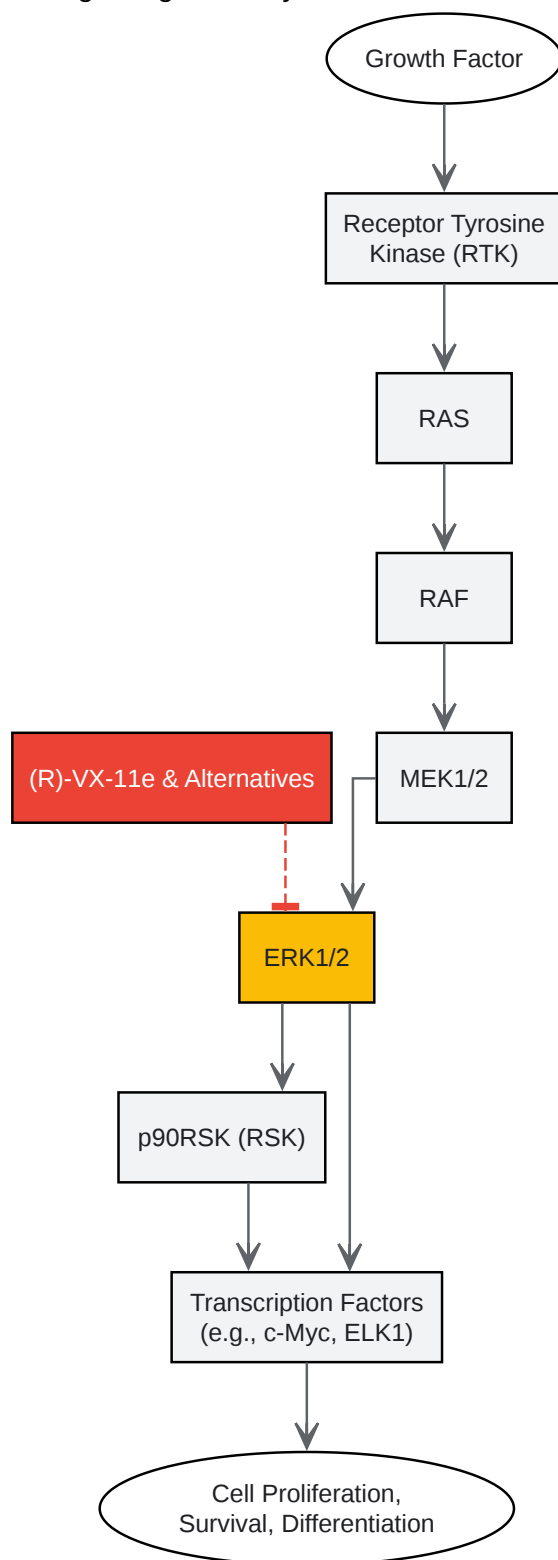 Growth Factor
Receptor Tyrosine
Kinase (RTK)
RAS
RAF
(R)-VX-11e & Alternatives
MEK1/2
ERK1/2
p90RSK (RSK)
Transcription Factors
(e.g., c-Myc, ELK1)
Cell Proliferation,
Survival, Differentiation